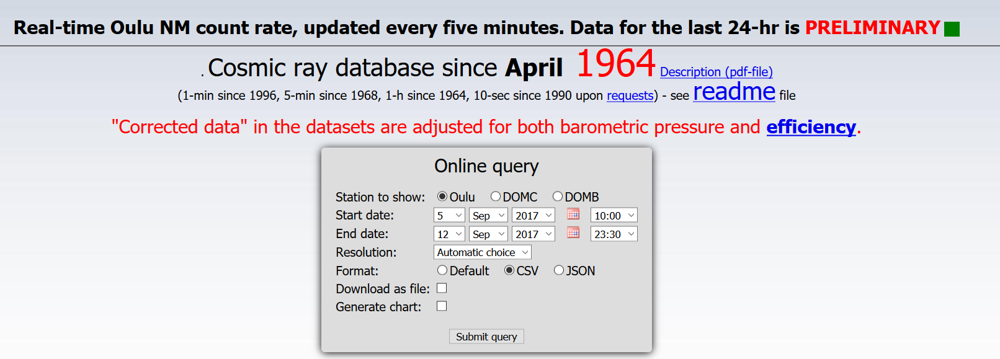 Real-time Oulu NM count rate, updated every five minutes. Data for the last 24-hr is PRELIMINARY
. Cosmic ray database since April 1964 Description (pdf-file)
(1-min since 1996, 5-min since 1968, 1-h since 1964, 10-sec since 1990 upon requests) - see readme file
"Corrected data" in the datasets are adjusted for both barometric pressure and efficiency.
Online query
Station to show: Oulu DOMC DOMB
Start date: 5 Sep 2017 10:00
End date: 12 Sep 2017 23:30
Resolution: Automatic choice
Format: Default CSV JSON
Download as file:
Generate chart:
Submit query